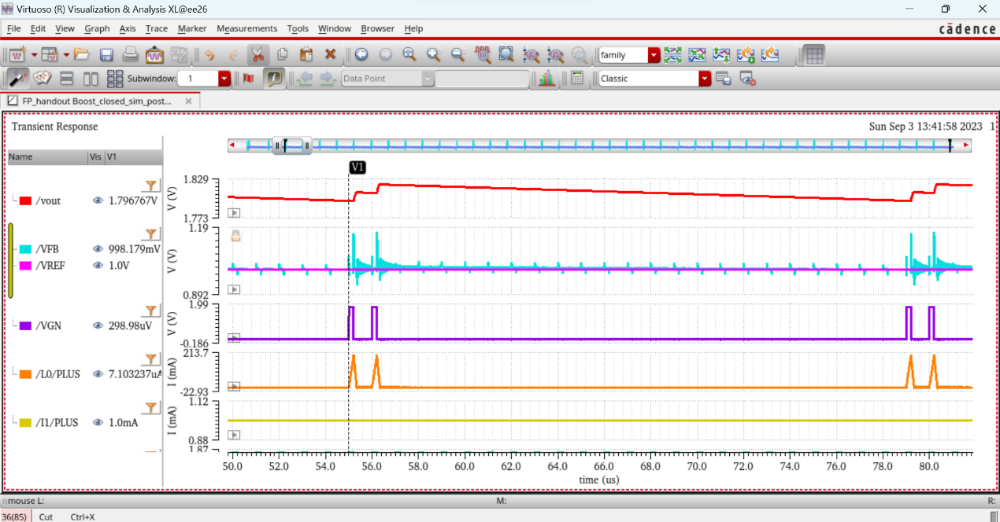 Virtuoso (R) Visualization & Analysis XL@ee26
File Edit View Graph Axis Trace Marker Measurements Tools Window Browser Help
cādence
family
Subwindow: 1 Data Point Classic
FP_handout Boost_closed_sim_post...
Transient Response Sun Sep 3 13:41:58 2023 1
Name Vis V1
V1
/vout 1.796767V
V (V)
1.829
1.773
/VFB 998.179mV
/VREF 1.0V
V (V)
1.19
0.892
/VGN 298.98uV
V (V)
1.99
-0.186
/L0/PLUS 7.103237uA
I (mA)
213.7
-22.93
/I1/PLUS 1.0mA
I (mA)
1.12
0.88
1.87
50.0 52.0 54.0 56.0 58.0 60.0 62.0 64.0 66.0 68.0 70.0 72.0 74.0 76.0 78.0 80.0
time (us)
mouse L: M: R:
36(85) Cut Ctrl+X